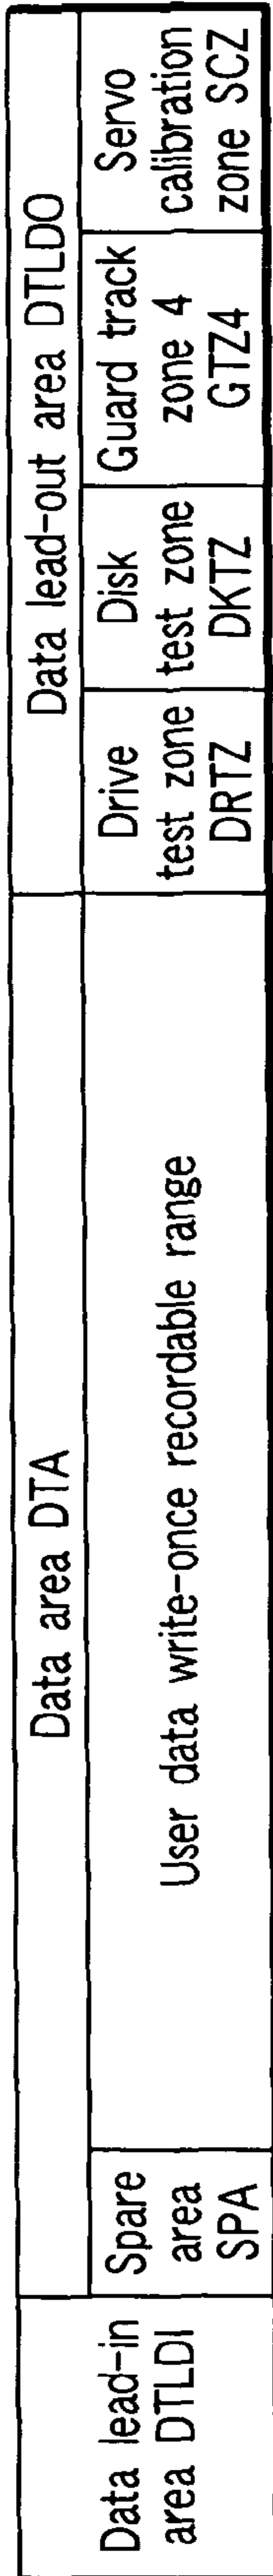 Data lead-in
area DTLDI
Data area DTA
Spare
area
SPA
User data write-once recordable range
Data lead-out area DTLDO
Drive
test zone
DRTZ
Disk
test zone
DKTZ
Guard track
zone 4
GTZ4
Servo
calibration
zone SCZ